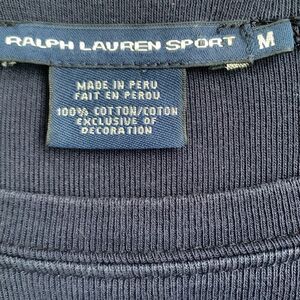 RALPH LAUREN SPORT M
MADE IN PERU
FAIT EN PEROU
100% COTTON/COTON
EXCLUSIVE OF
DECORATION